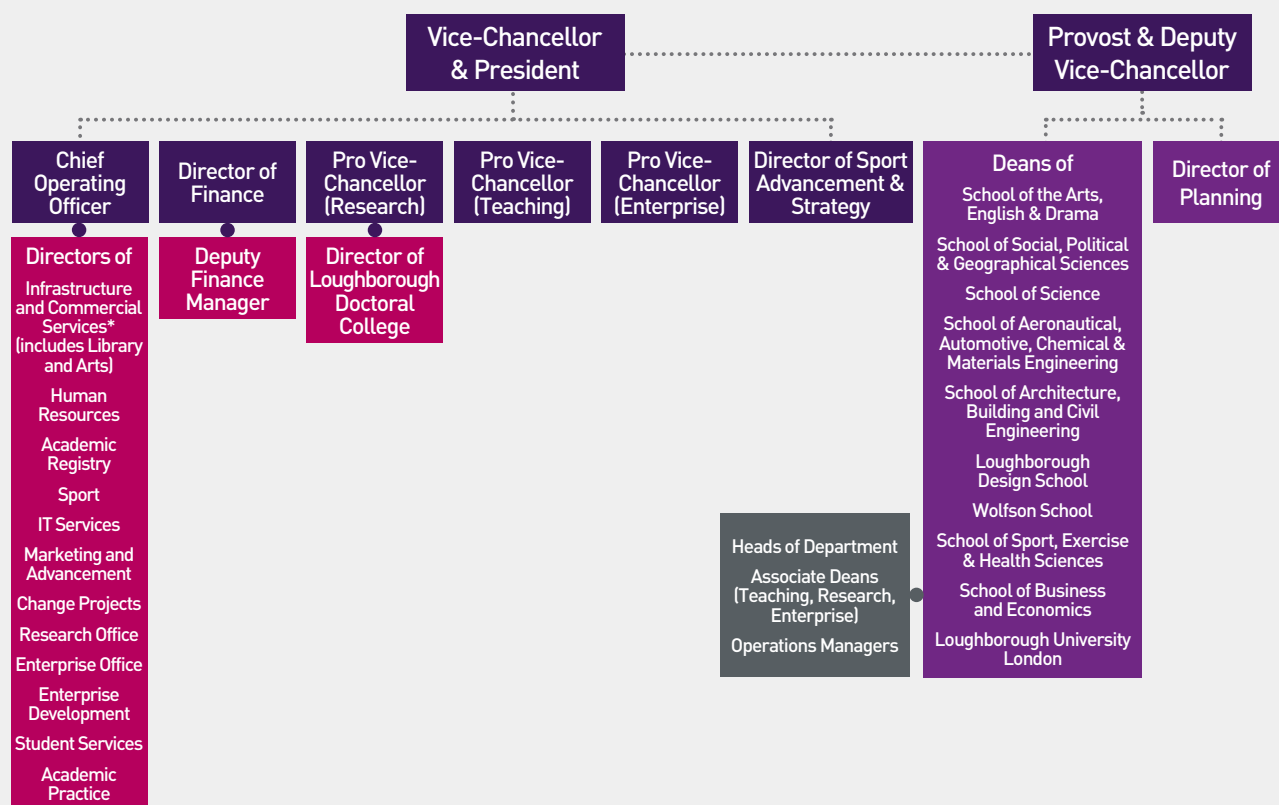 Vice-Chancellor
& President
Provost & Deputy
Vice-Chancellor
Chief
Operating
Officer
Director of
Finance
Pro Vice-
Chancellor
(Research)
Pro Vice-
Chancellor
(Teaching)
Pro Vice-
Chancellor
(Enterprise)
Director of Sport
Advancement &
Strategy
Deans of
School of the Arts,
English & Drama
School of Social, Political
& Geographical Sciences
School of Science
School of Aeronautical,
Automotive, Chemical &
Materials Engineering
School of Architecture,
Building and Civil
Engineering
Loughborough
Design School
Wolfson School
School of Sport, Exercise
& Health Sciences
School of Business
and Economics
Loughborough University
London
Director of
Planning
Directors of
Infrastructure
and Commercial
Services*
(includes Library
and Arts)
Human
Resources
Academic
Registry
Sport
IT Services
Marketing and
Advancement
Change Projects
Research Office
Enterprise Office
Enterprise
Development
Student Services
Academic
Practice
Deputy
Finance
Manager
Director of
Loughborough
Doctoral
College
Heads of Department
Associate Deans
(Teaching, Research,
Enterprise)
Operations Managers